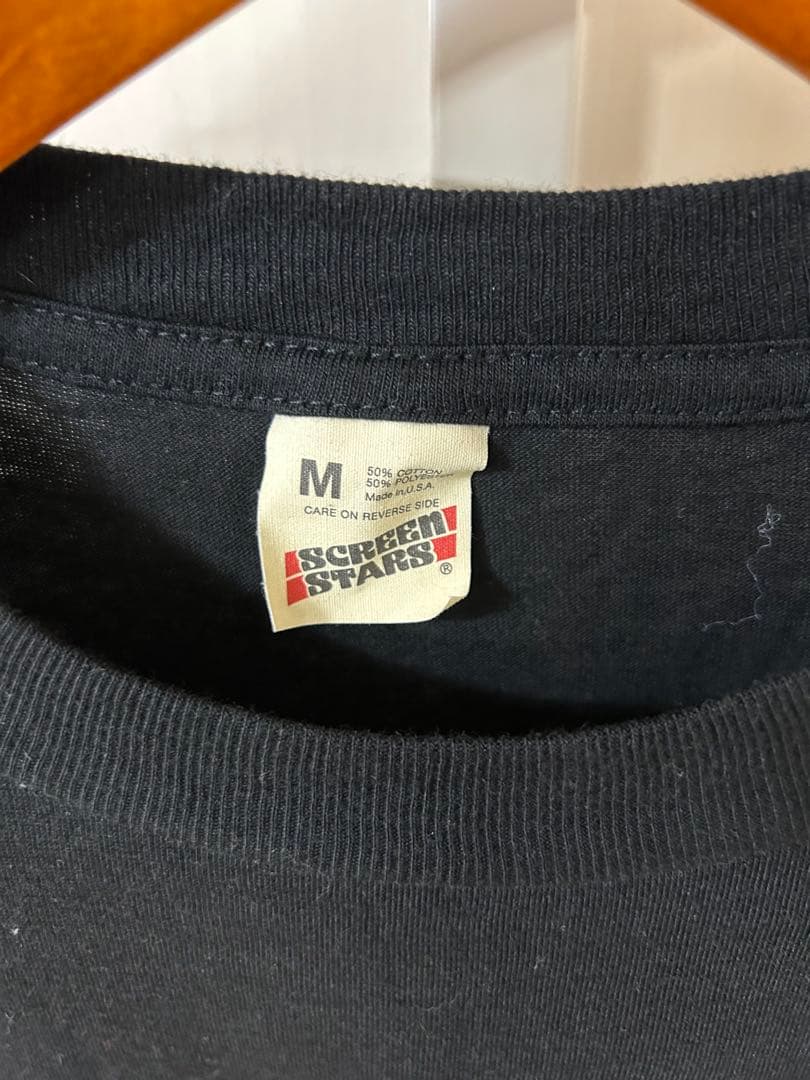 M
50% COTTON
50% POLYESTER
Made in U.S.A.
CARE ON REVERSE SIDE
SCREEN
STARS®